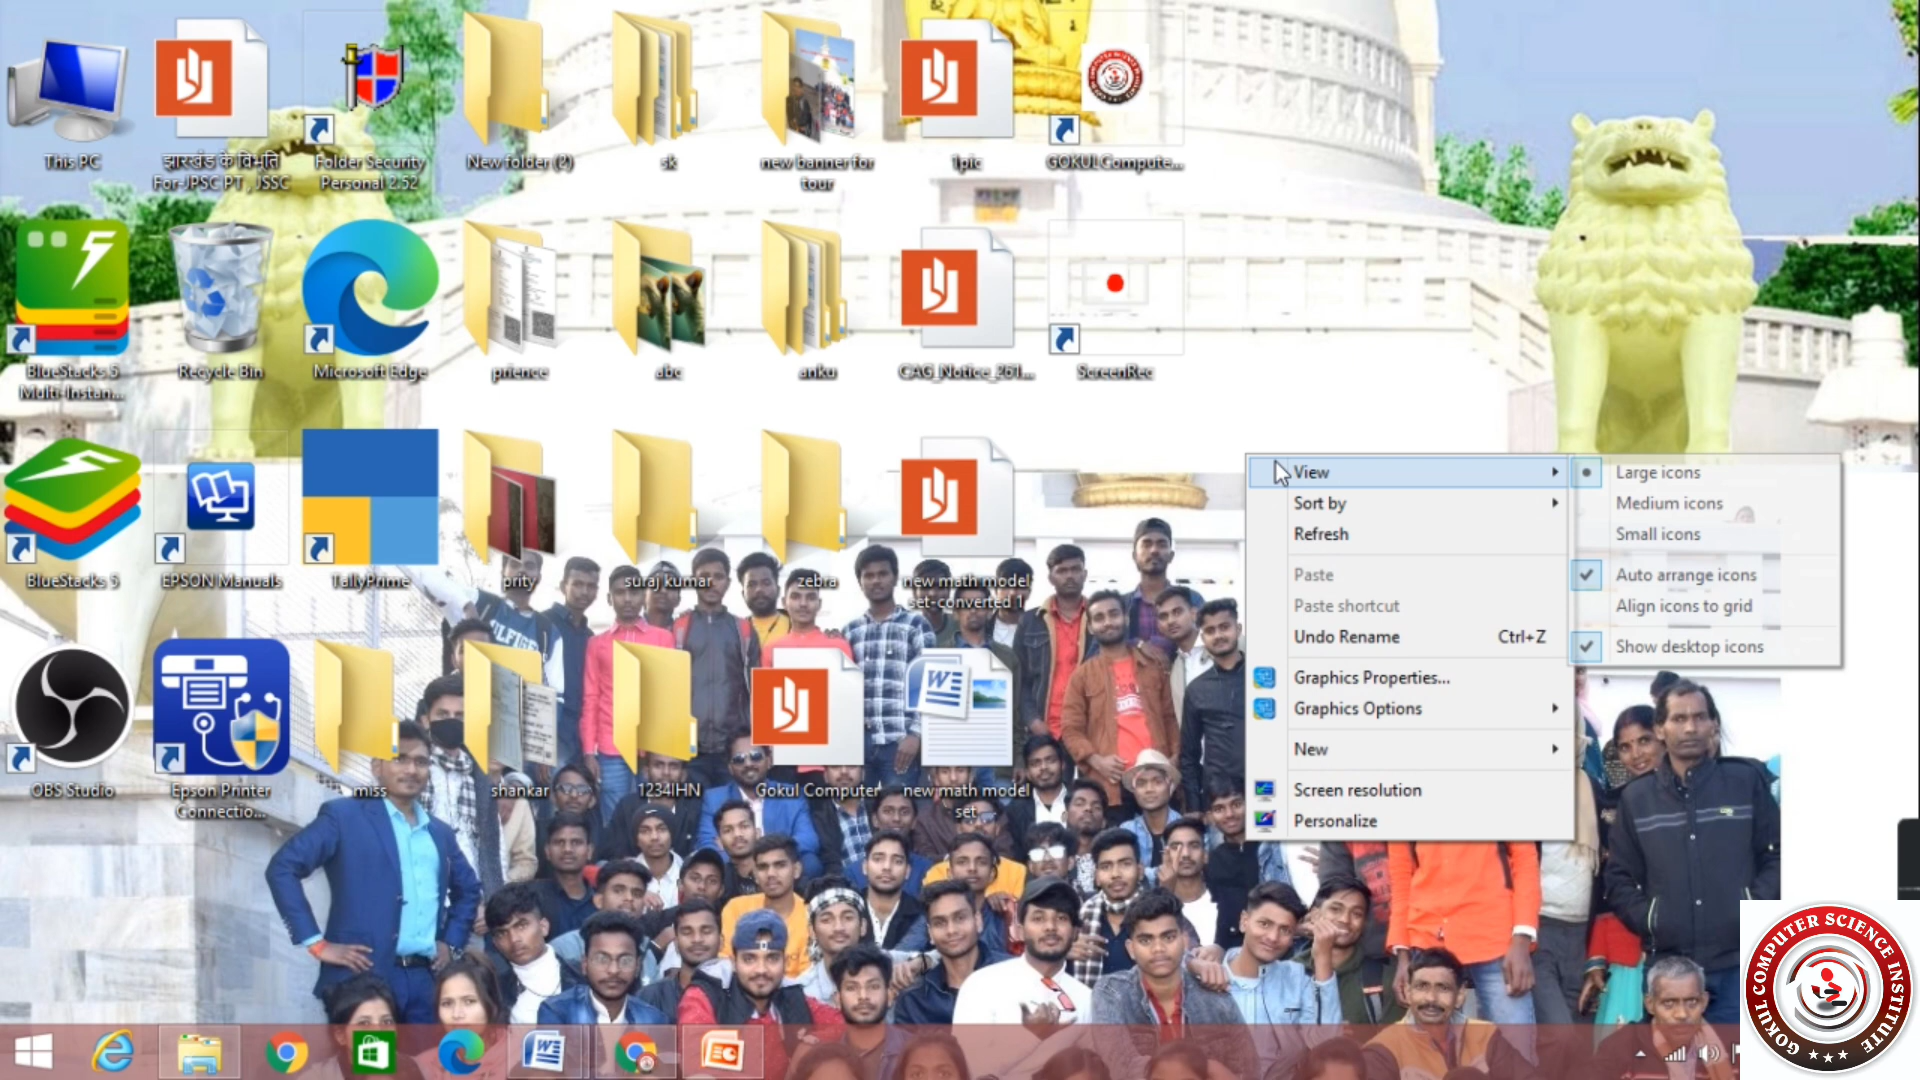 This PC
झारखंड के विभूति
For-JPSC PT , JSSC
Folder Security
Personal 2.52
New folder (2)
sk
new banner for
tour
1pic
GOKUL Compute...
BlueStacks 5
Multi-Instan...
Recycle Bin
Microsoft Edge
prience
abc
anku
CAG_Notice_261...
ScreenRec
BlueStacks 5
EPSON Manuals
TallyPrime
prity
suraj kumar
zebra
new math model
set-converted 1
OBS Studio
Epson Printer
Connectio...
miss
shankar
1234IHN
Gokul Computer
new math model
set
View
Sort by
Refresh
Paste
Paste shortcut
Undo Rename Ctrl+Z
Graphics Properties...
Graphics Options
New
Screen resolution
Personalize
Large icons
Medium icons
Small icons
Auto arrange icons
Align icons to grid
Show desktop icons
GOKUL COMPUTER SCIENCE INSTITUTE